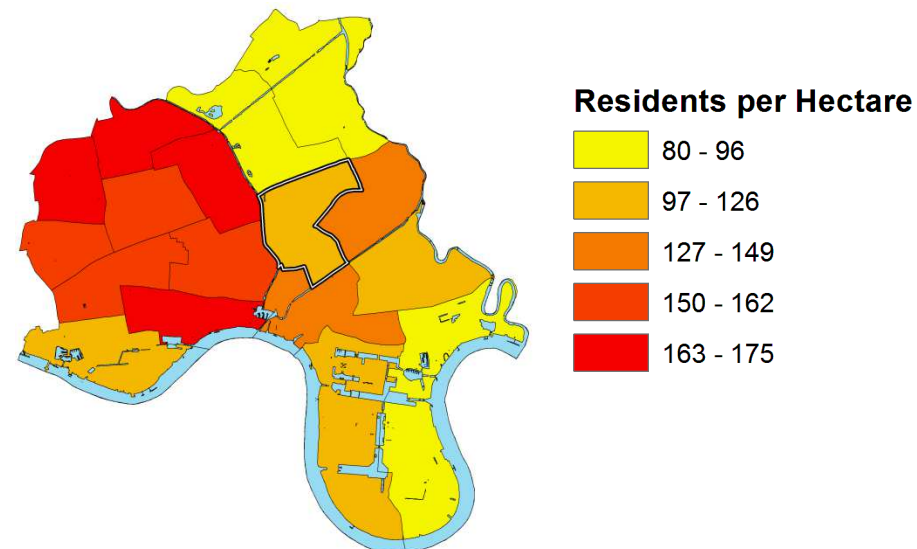 Residents per Hectare
80 - 96
97 - 126
127 - 149
150 - 162
163 - 175